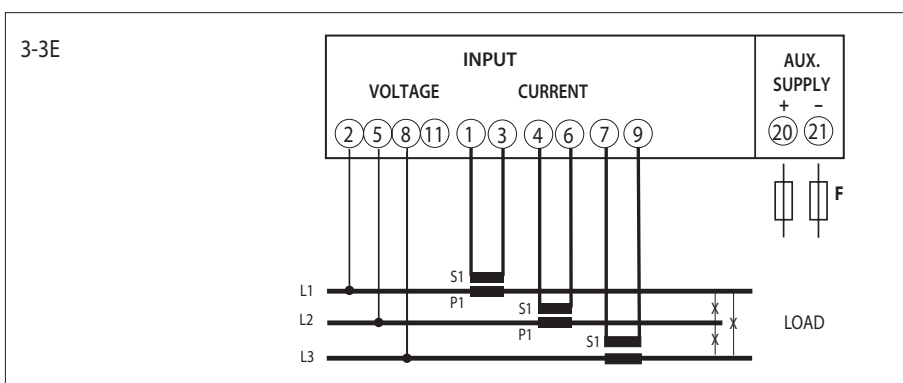 3-3E
INPUT
AUX.
SUPPLY
VOLTAGE CURRENT
+ –
2 5 8 11 1 3 4 6 7 9 20 21
F
S1
L1
P1
S1
L2
P1
X
X
LOAD
S1
X
L3